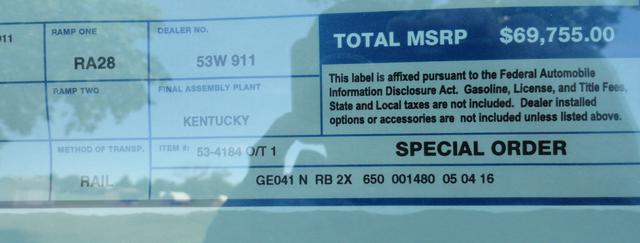 911 RAMP ONE DEALER NO. TOTAL MSRP $69,755.00
RA28 53W 911
RAMP TWO FINAL ASSEMBLY PLANT
KENTUCKY
This label is affixed pursuant to the Federal Automobile
Information Disclosure Act. Gasoline, License, and Title Fees,
State and Local taxes are not included. Dealer installed
options or accessories are not included unless listed above.
METHOD OF TRANSP. ITEM #: 53-4184 O/T 1 SPECIAL ORDER
RAIL GE041 N RB 2X 650 001480 05 04 16